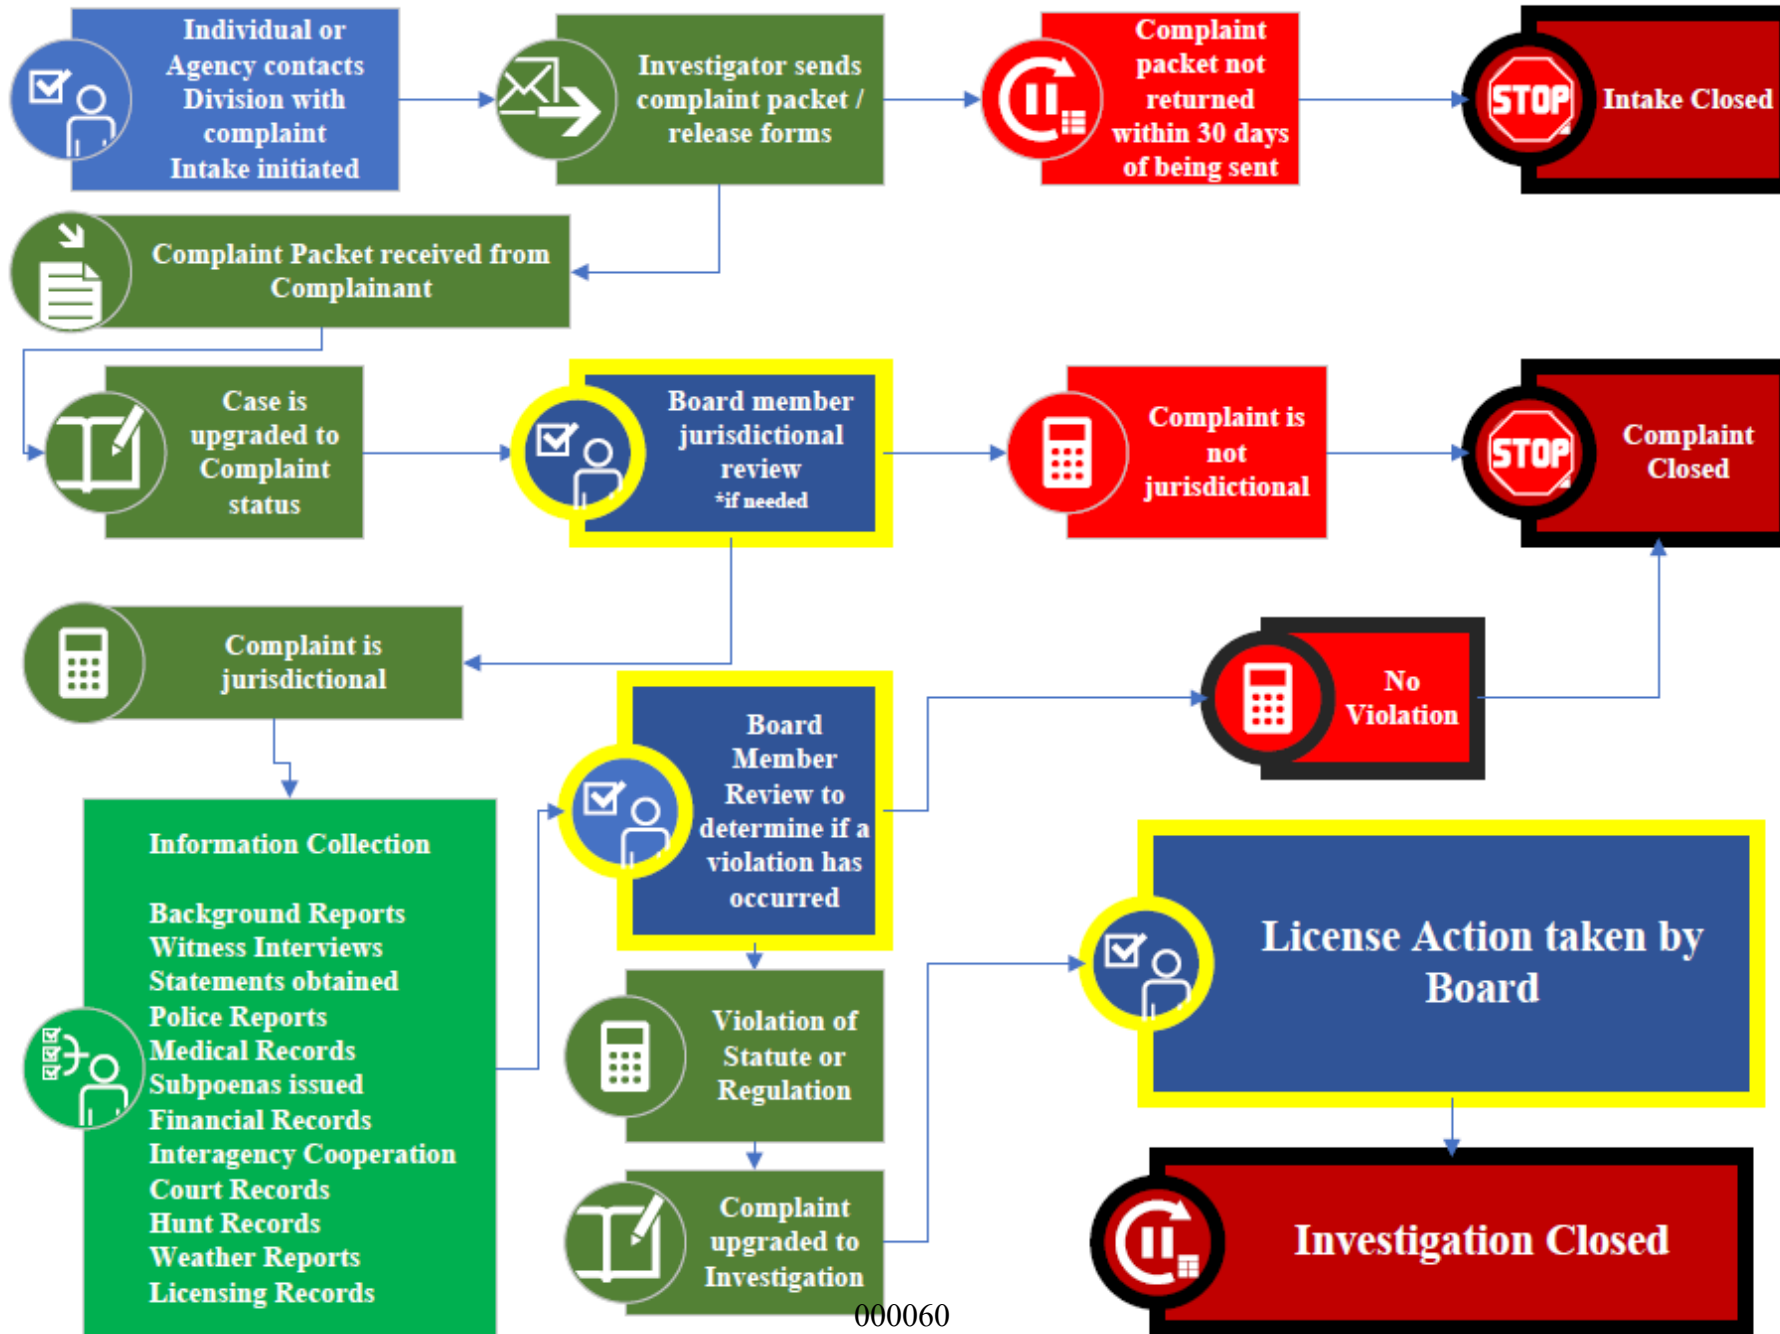 Individual or
Agency contacts
Division with
complaint
Intake initiated
Investigator sends
complaint packet /
release forms
Complaint
packet not
returned
within 30 days
of being sent
STOP
Intake Closed
Complaint Packet received from
Complainant
Case is
upgraded to
Complaint
status
Board member
jurisdictional
review
*if needed
Complaint is
not
jurisdictional
STOP
Complaint
Closed
Complaint is
jurisdictional
Board
Member
Review to
determine if a
violation has
occurred
No
Violation
Information Collection
Background Reports
Witness Interviews
Statements obtained
Police Reports
Medical Records
Subpoenas issued
Financial Records
Interagency Cooperation
Court Records
Hunt Records
Weather Reports
Licensing Records
Violation of
Statute or
Regulation
Complaint
upgraded to
Investigation
License Action taken by
Board
Investigation Closed
000060